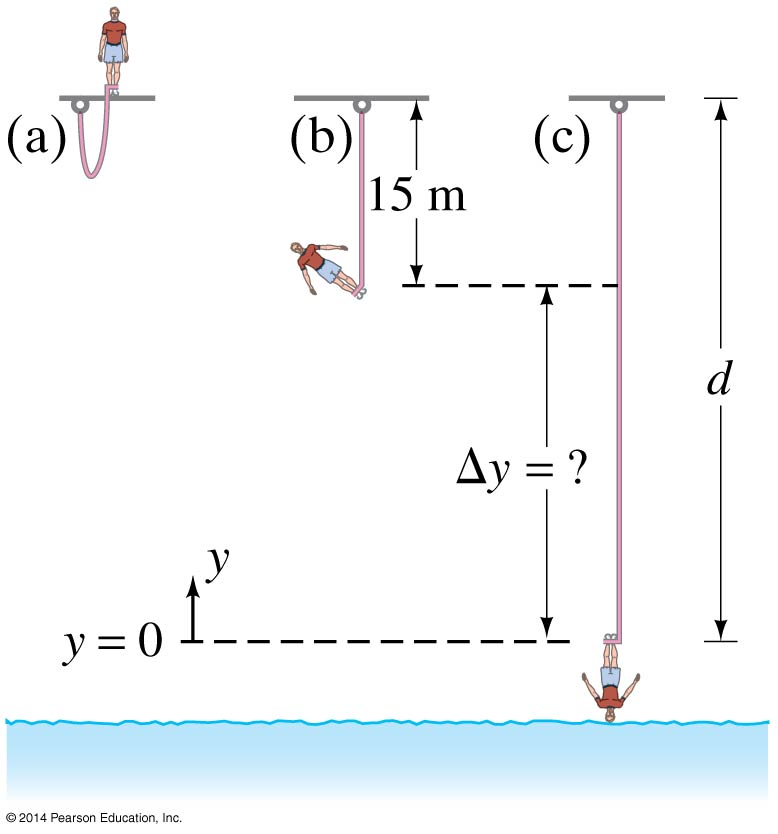 (a)
(b)
(c)
15 m
d
Δy = ?
y
y = 0
© 2014 Pearson Education, Inc.